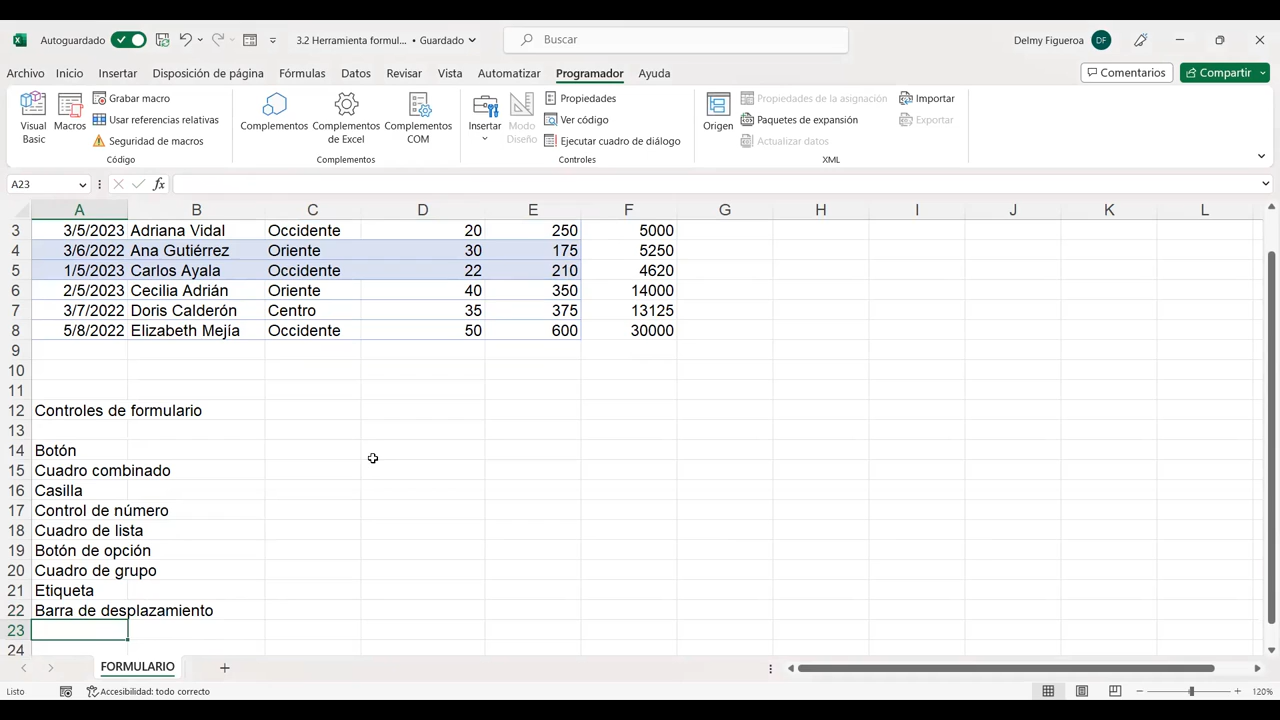 Autoguardado
3.2 Herramienta formul... • Guardado
Buscar
Delmy Figueroa
DF
Archivo Inicio Insertar Disposición de página Fórmulas Datos Revisar Vista Automatizar Programador Ayuda
Comentarios
Compartir
Visual Basic
Macros
Grabar macro
Usar referencias relativas
Seguridad de macros
Código
Complementos
Complementos de Excel
Complementos COM
Complementos
Insertar
Modo Diseño
Propiedades
Ver código
Ejecutar cuadro de diálogo
Controles
Origen
Propiedades de la asignación
Paquetes de expansión
Actualizar datos
Importar
Exportar
XML
A23
fx
A B C D E F G H I J K L
3 3/5/2023 Adriana Vidal Occidente 20 250 5000
4 3/6/2022 Ana Gutiérrez Oriente 30 175 5250
5 1/5/2023 Carlos Ayala Occidente 22 210 4620
6 2/5/2023 Cecilia Adrián Oriente 40 350 14000
7 3/7/2022 Doris Calderón Centro 35 375 13125
8 5/8/2022 Elizabeth Mejía Occidente 50 600 30000
9
10
11
12 Controles de formulario
13
14 Botón
15 Cuadro combinado
16 Casilla
17 Control de número
18 Cuadro de lista
19 Botón de opción
20 Cuadro de grupo
21 Etiqueta
22 Barra de desplazamiento
23
24
FORMULARIO
Listo
Accesibilidad: todo correcto
120%